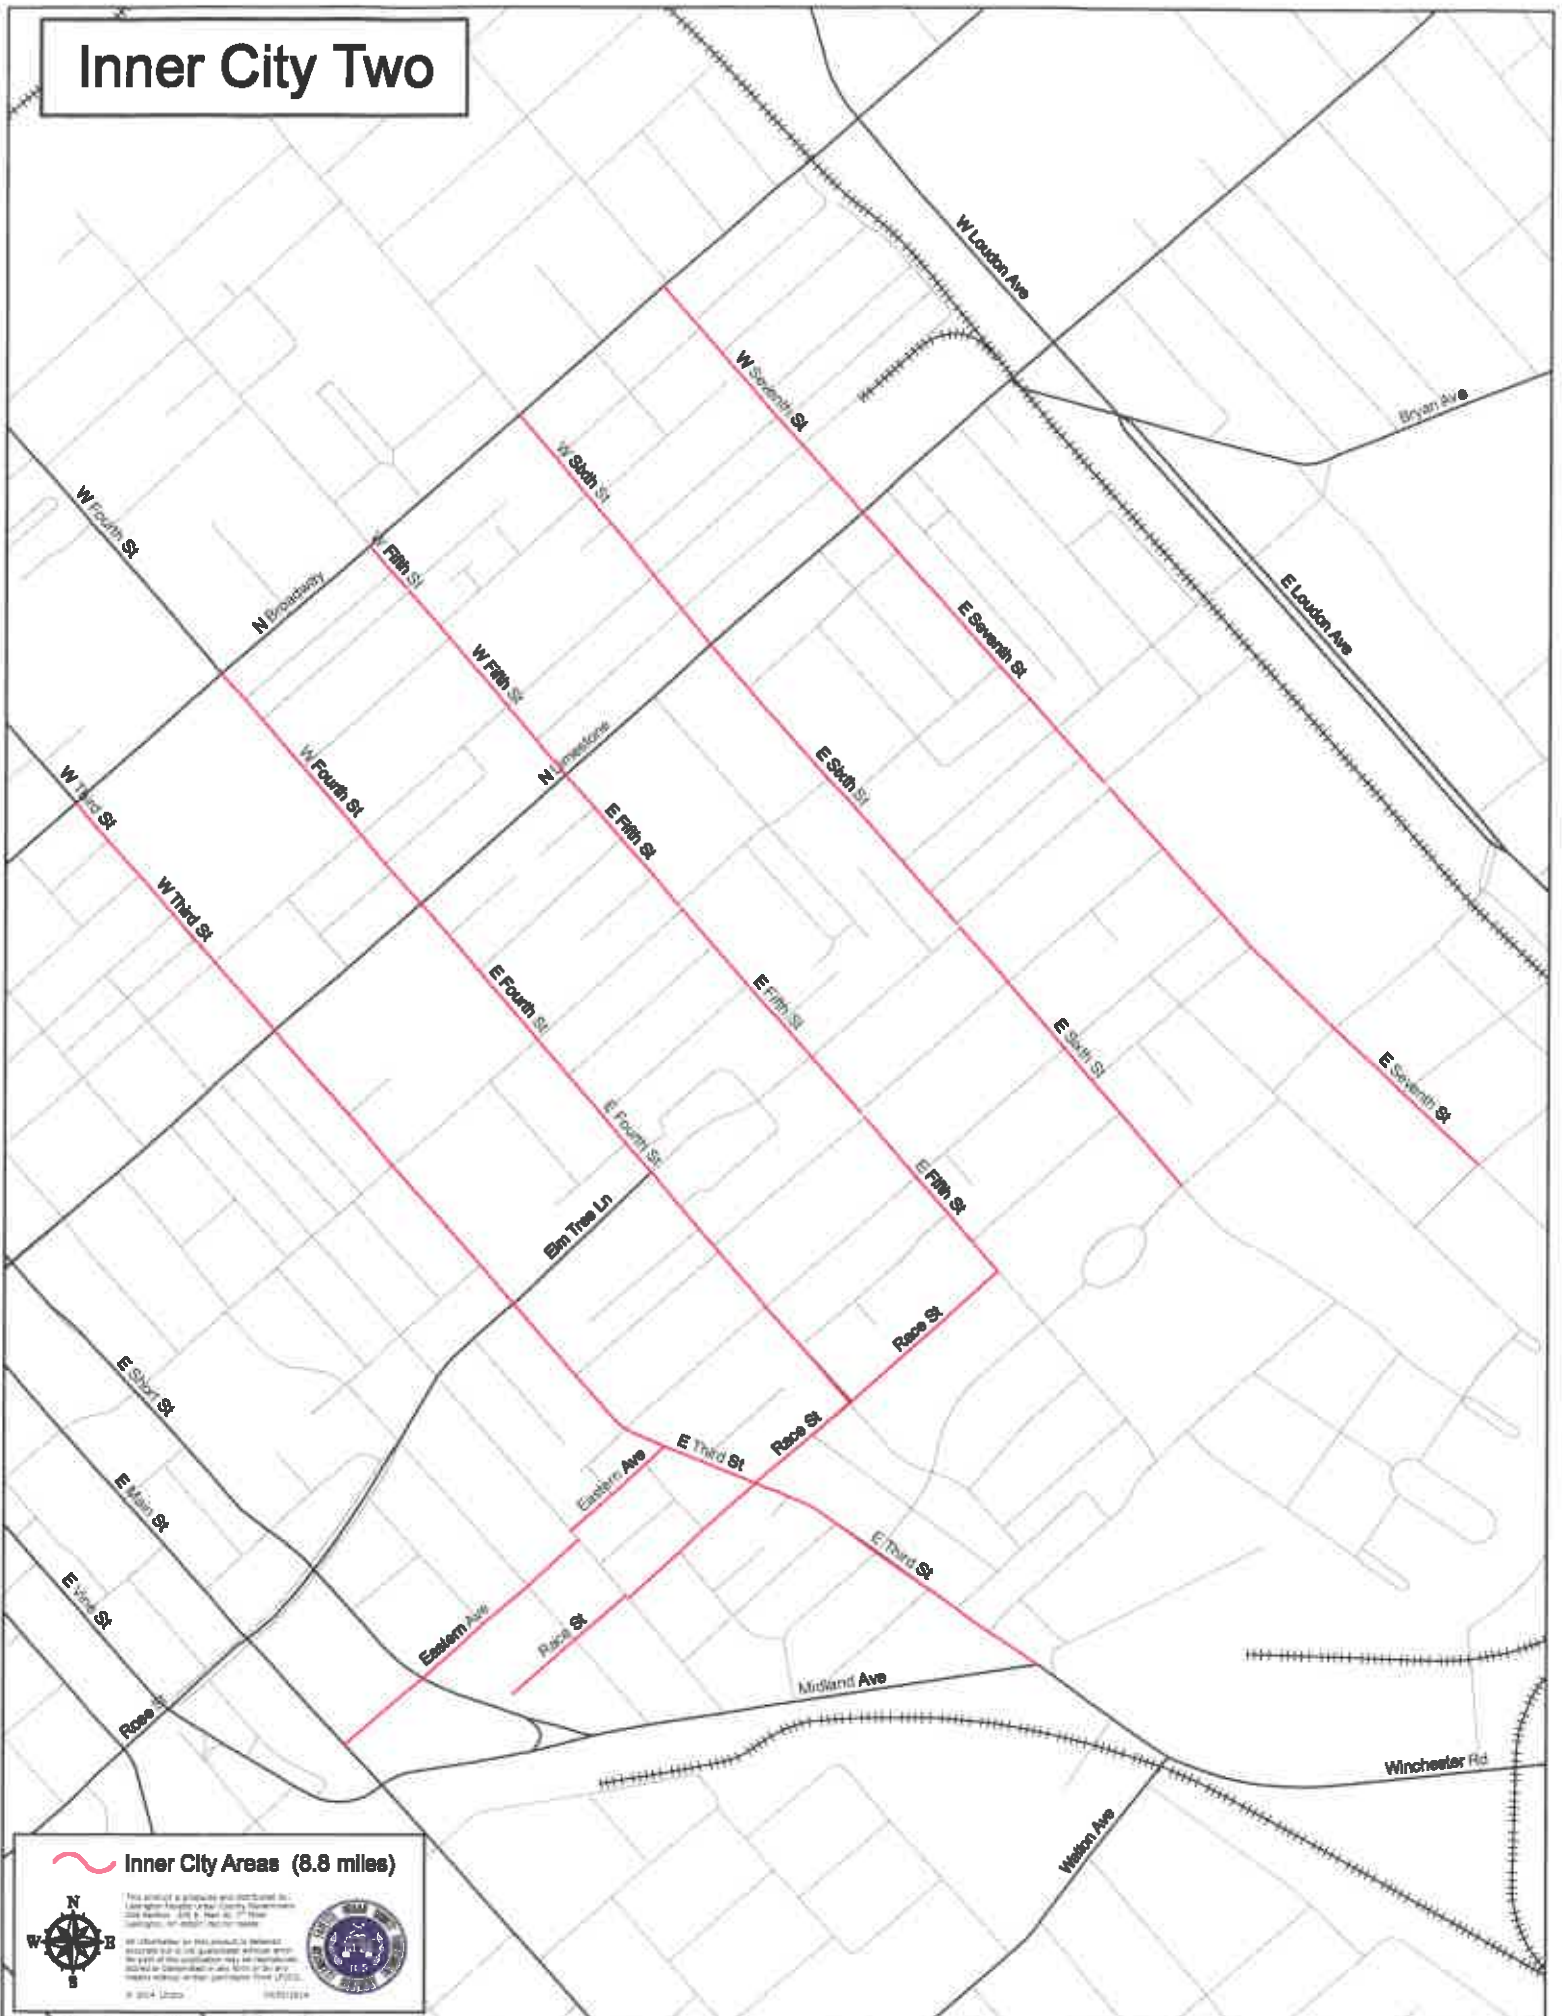 Inner City Two
W Loudon Ave
W Seventh St
Bryan Ave
W Sixth St
W Fourth St
W Fifth St
N Broadway
E Loudon Ave
E Seventh St
W Fifth St
N Limestone
W Fourth St
E Sixth St
W Third St
E Fifth St
W Third St
E Fourth St
E Fifth St
E Sixth St
E Seventh St
E Fourth St
E Fifth St
Elm Tree Ln
Race St
E Short St
Race St
E Third St
Eastern Ave
E Main St
E Third St
E Vine St
Eastern Ave
Race St
Midland Ave
Rose St
Winchester Rd
Walton Ave
Inner City Areas (8.8 miles)
N
W
E
S